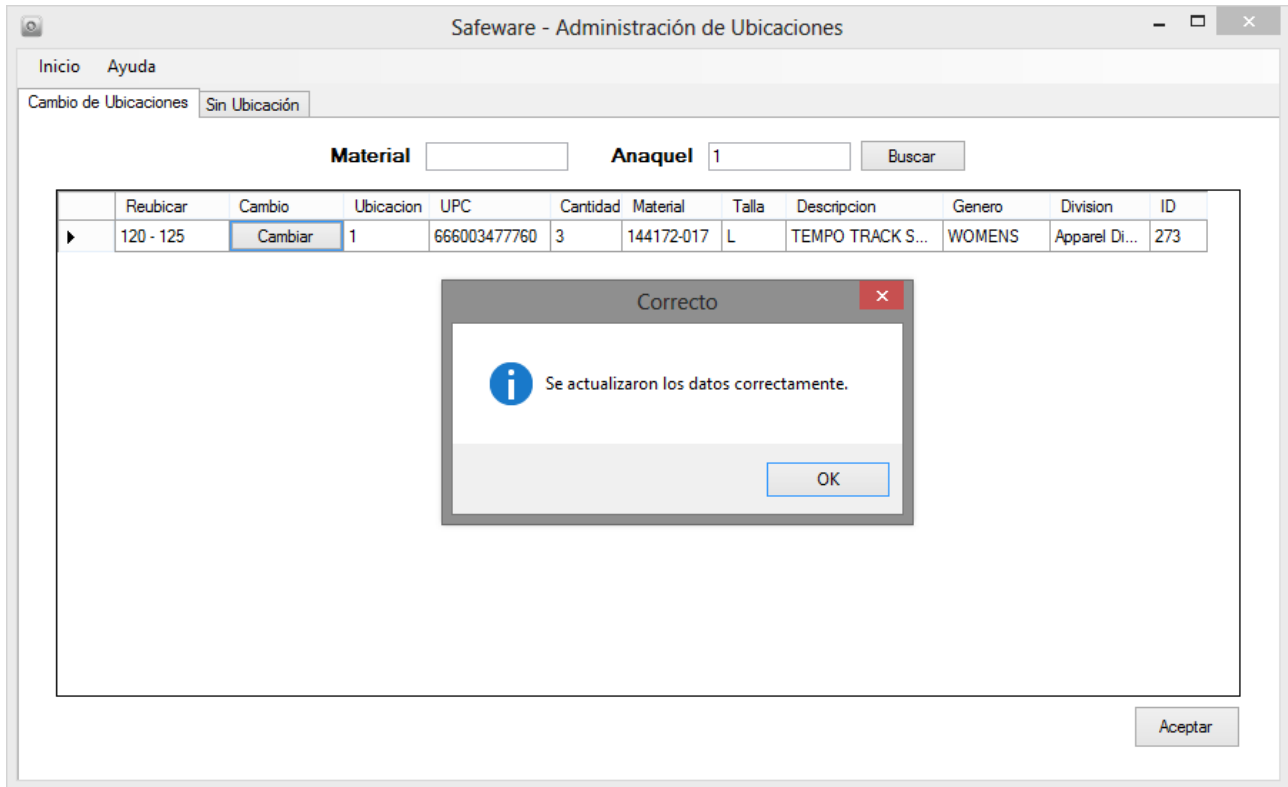 Safeware - Administración de Ubicaciones
Inicio Ayuda
Cambio de Ubicaciones Sin Ubicación
Material Anaquel 1 Buscar
Reubicar Cambio Ubicacion UPC Cantidad Material Talla Descripcion Genero Division ID
120 - 125 Cambiar 1 666003477760 3 144172-017 L TEMPO TRACK S... WOMENS Apparel Di... 273
Correcto
Se actualizaron los datos correctamente.
OK
Aceptar